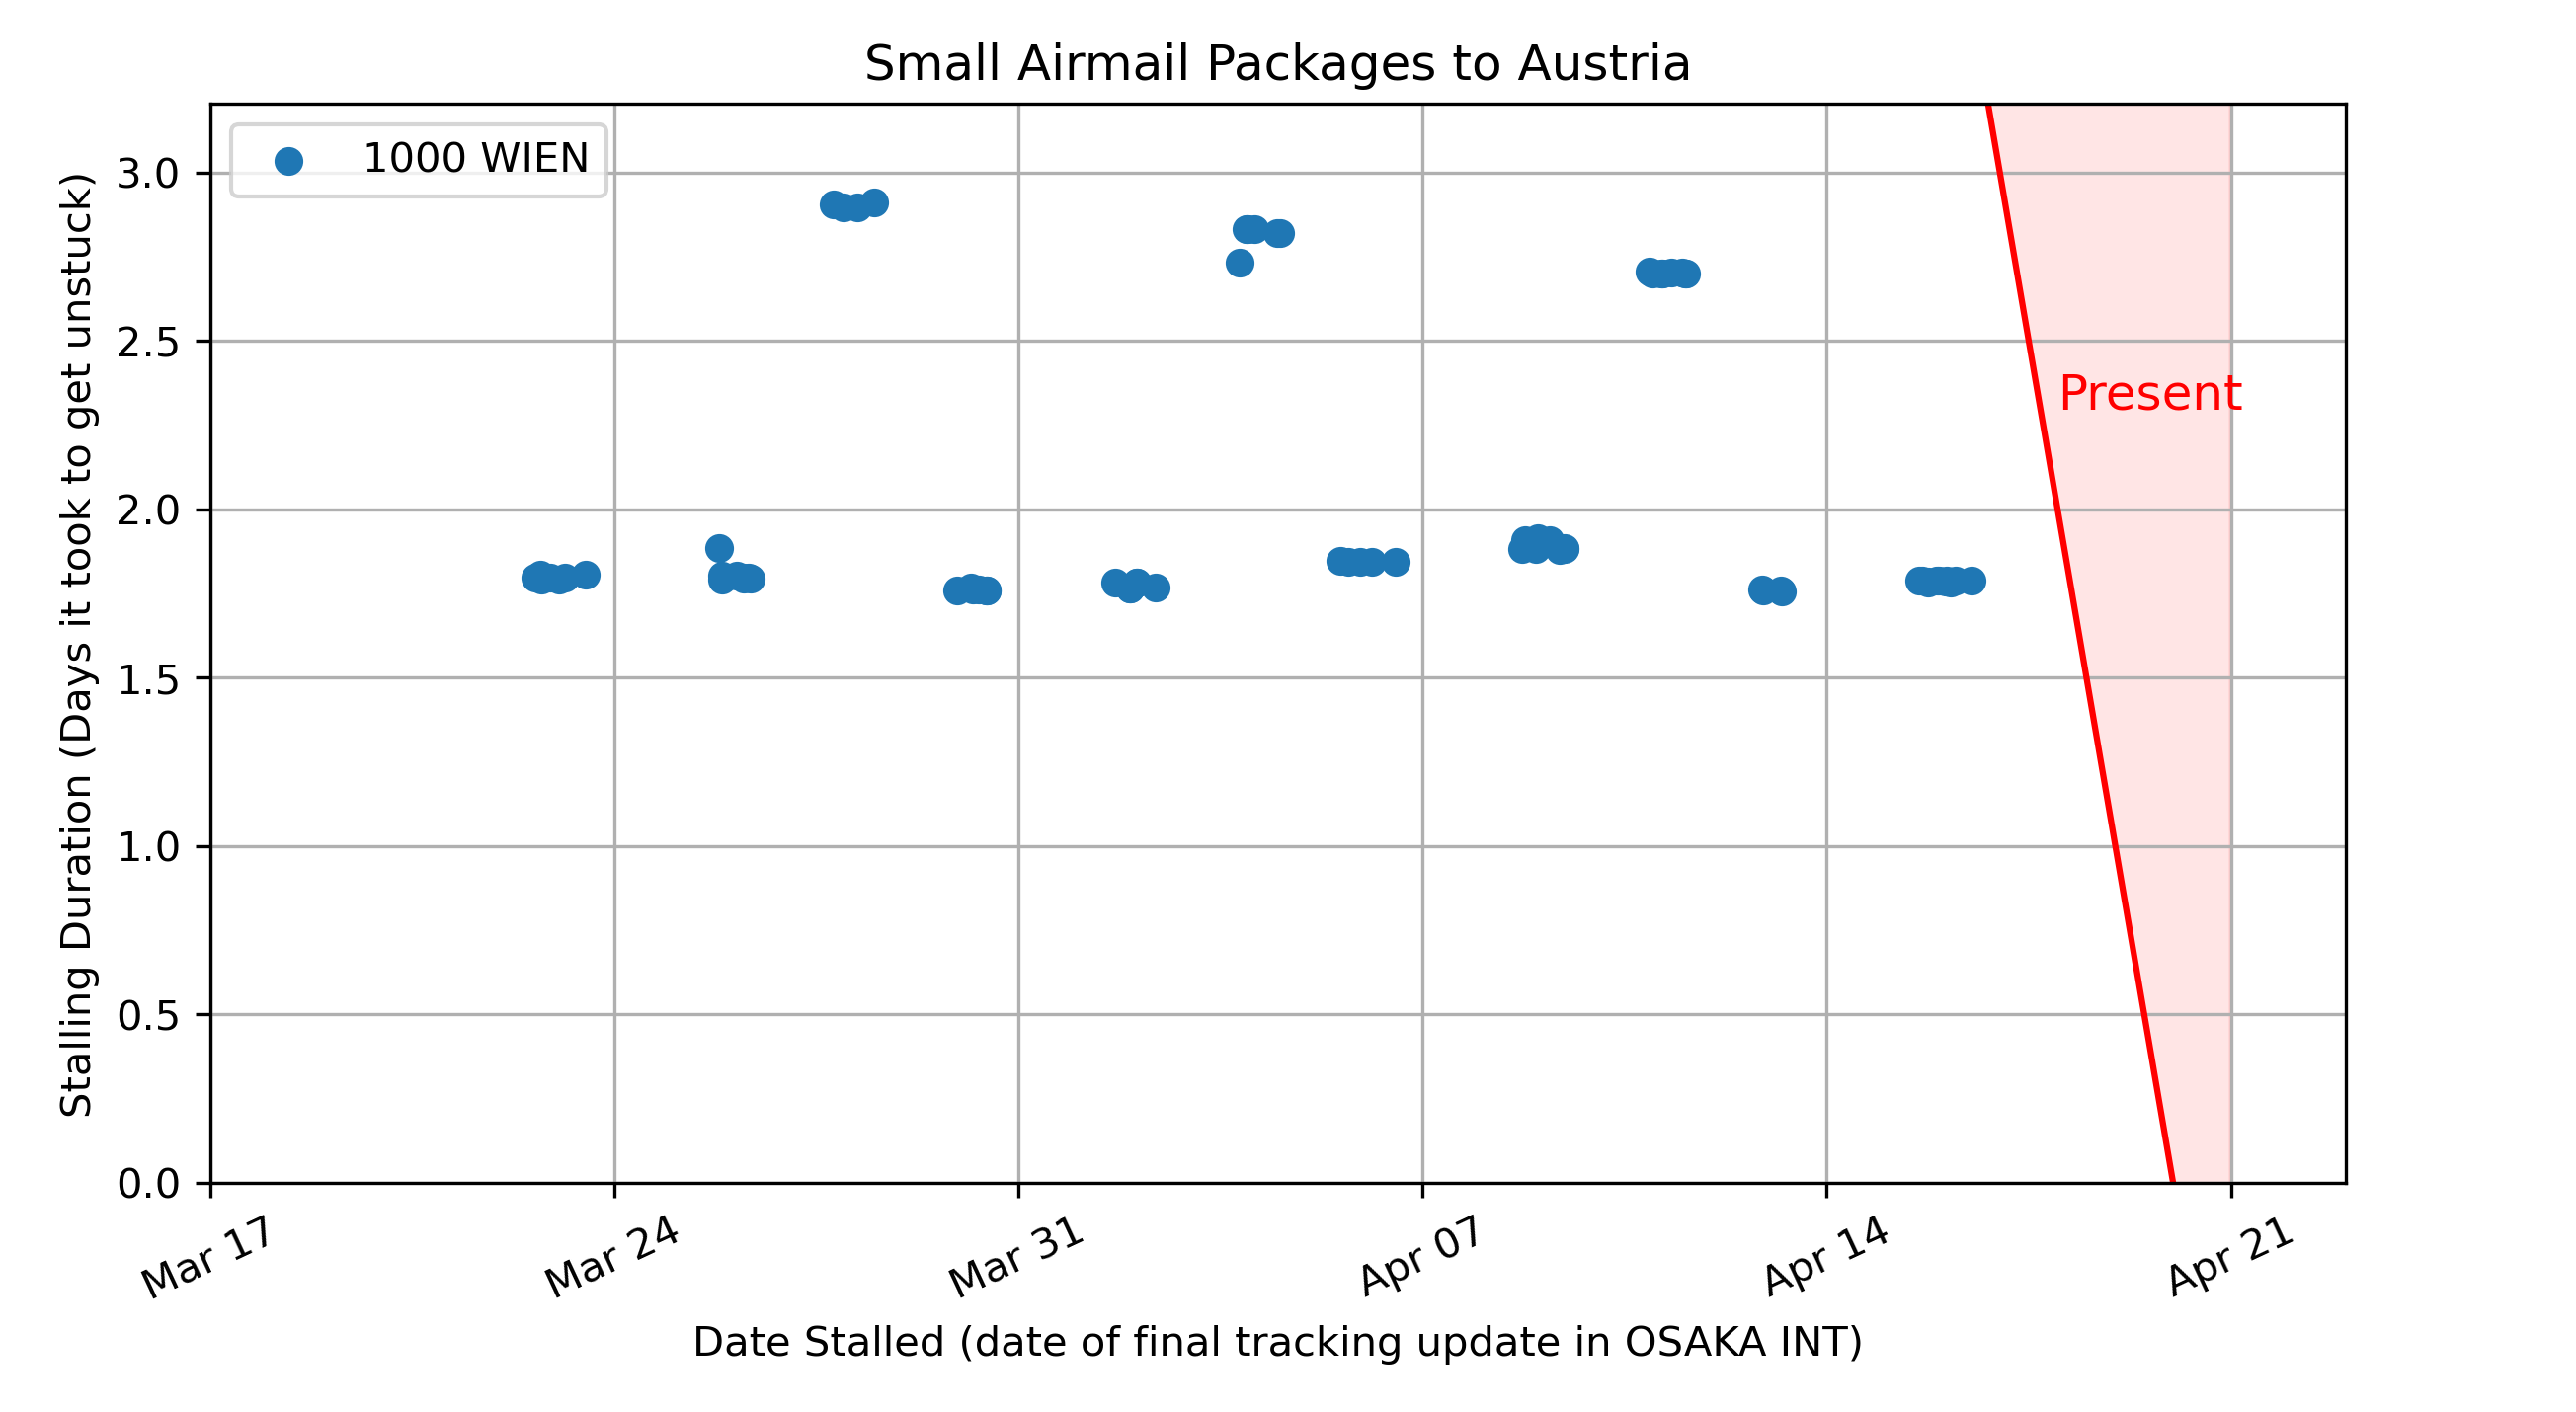 Small Airmail Packages to Austria
1000 WIEN
3.0
2.5
2.0
1.5
1.0
0.5
0.0
Stalling Duration (Days it took to get unstuck)
Present
Mar 17
Mar 24
Mar 31
Apr 07
Apr 14
Apr 21
Date Stalled (date of final tracking update in OSAKA INT)